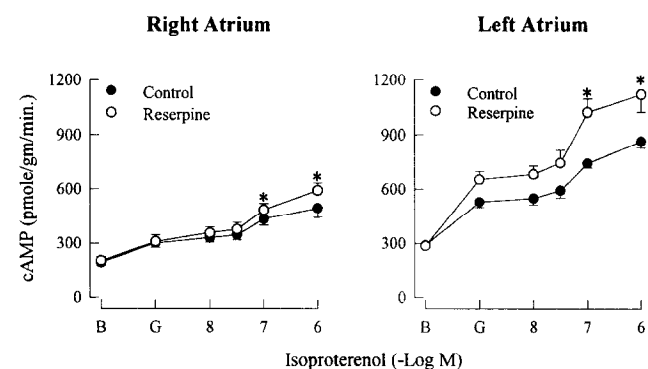 Right Atrium
Left Atrium
cAMP (pmole/gm/min.)
1200
900
600
300
0
Control
Reserpine
*
*
B
G
8
7
6
1200
900
600
300
0
Control
Reserpine
*
*
B
G
8
7
6
Isoproterenol (-Log M)